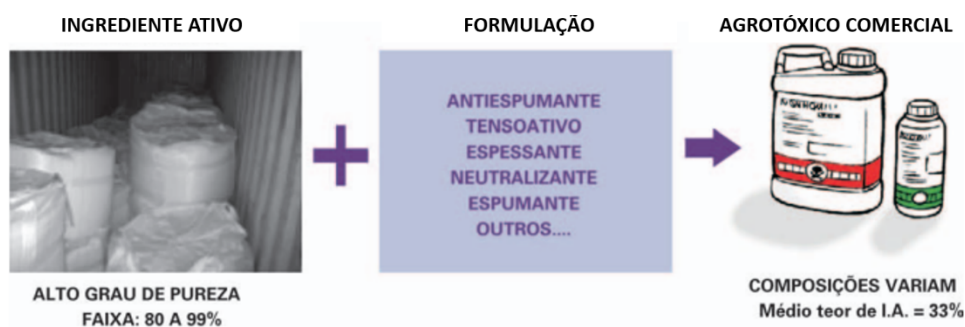 INGREDIENTE ATIVO
FORMULAÇÃO
AGROTÓXICO COMERCIAL
ANTIESPUMANTE
TENSOATIVO
ESPESSANTE
NEUTRALIZANTE
ESPUMANTE
OUTROS....
ALTO GRAU DE PUREZA
FAIXA: 80 A 99%
COMPOSIÇÕES VARIAM
Médio teor de I.A. = 33%